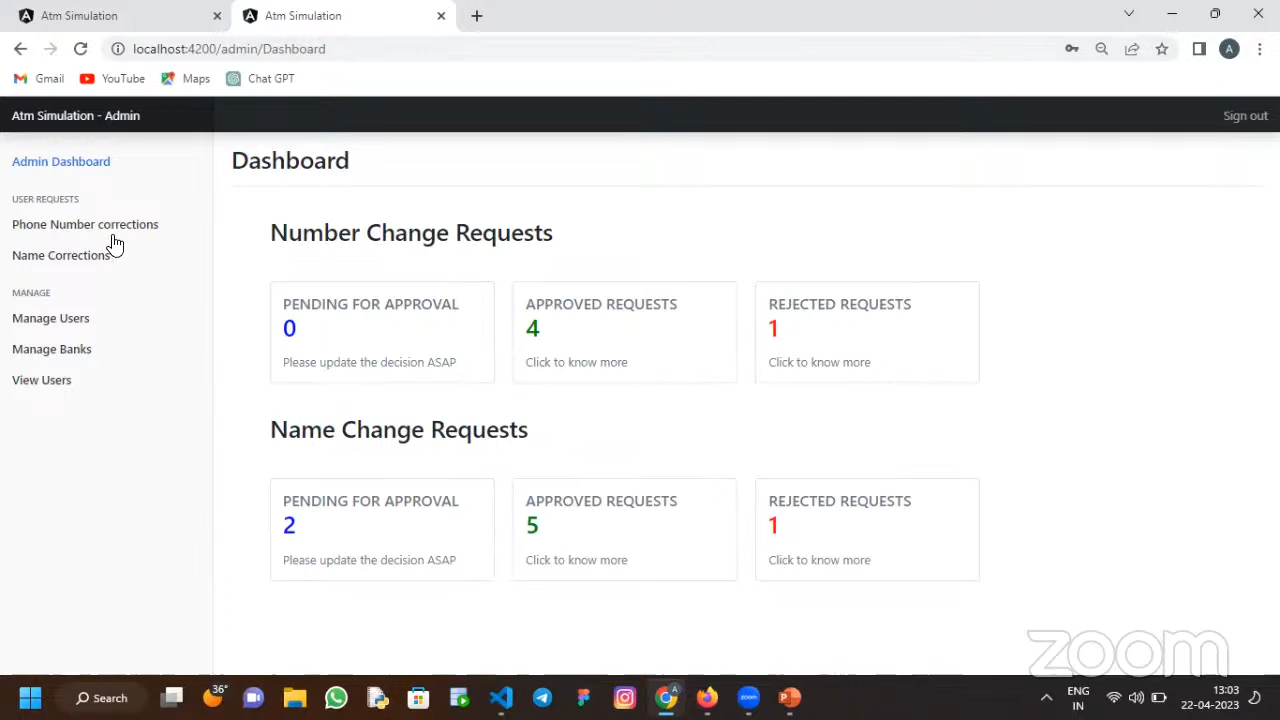 Atm Simulation
Atm Simulation
localhost:4200/admin/Dashboard
A
Gmail
YouTube
Maps
Chat GPT
Atm Simulation - Admin
Sign out
Admin Dashboard
USER REQUESTS
Phone Number corrections
Name Corrections
MANAGE
Manage Users
Manage Banks
View Users
Dashboard
Number Change Requests
PENDING FOR APPROVAL
0
Please update the decision ASAP
APPROVED REQUESTS
4
Click to know more
REJECTED REQUESTS
1
Click to know more
Name Change Requests
PENDING FOR APPROVAL
2
Please update the decision ASAP
APPROVED REQUESTS
5
Click to know more
REJECTED REQUESTS
1
Click to know more
zoom
Search
36°
A
zoom
ENG
IN
13:03
22-04-2023